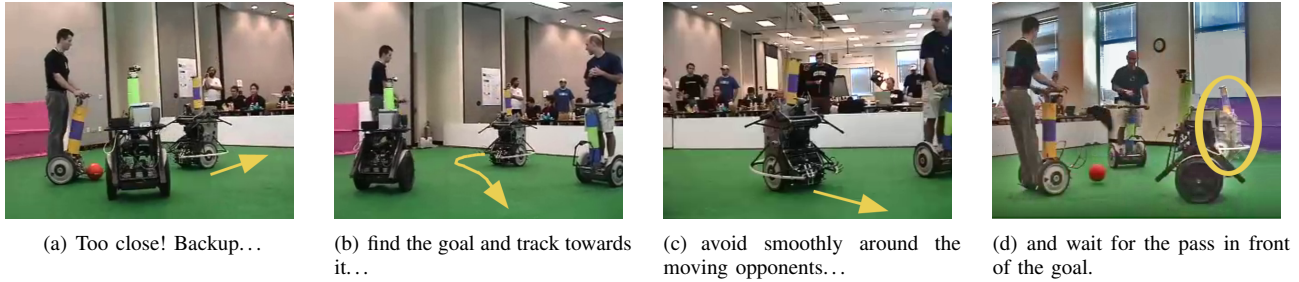 (a) Too close! Backup...
(b) find the goal and track towards
it...
(c) avoid smoothly around the
moving opponents...
(d) and wait for the pass in front
of the goal.